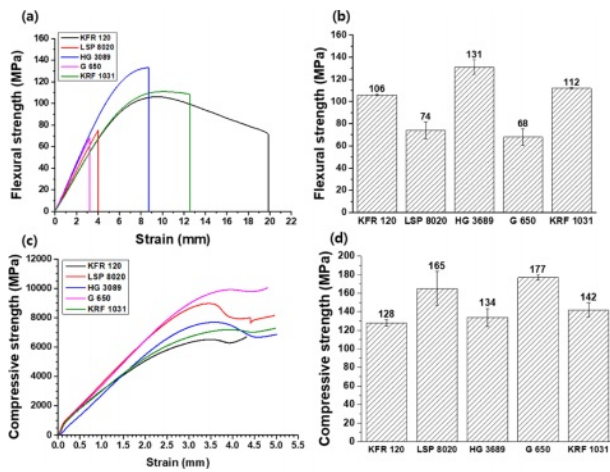 (a)
Flexural strength (MPa)
160
140
120
100
80
60
40
20
0
KFR 120
LSP 8020
HG 3089
G 650
KRF 1031
0 2 4 6 8 10 12 14 16 18 20 22
Strain (mm)
(b)
Flexural strength (MPa)
160
140
120
100
80
60
40
20
0
106
74
131
68
112
KFR 120 LSP 8020 HG 3689 G 650 KRF 1031
(c)
Compressive strength (MPa)
12000
10000
8000
6000
4000
2000
0
KFR 120
LSP 8020
HG 3089
G 650
KRF 1031
0.0 0.5 1.0 1.5 2.0 2.5 3.0 3.5 4.0 4.5 5.0 5.5
Strain (mm)
(d)
Compressive strength (MPa)
200
180
160
140
120
100
80
60
40
20
0
128
165
134
177
142
KFR 120 LSP 8020 HG 3689 G 650 KRF 1031